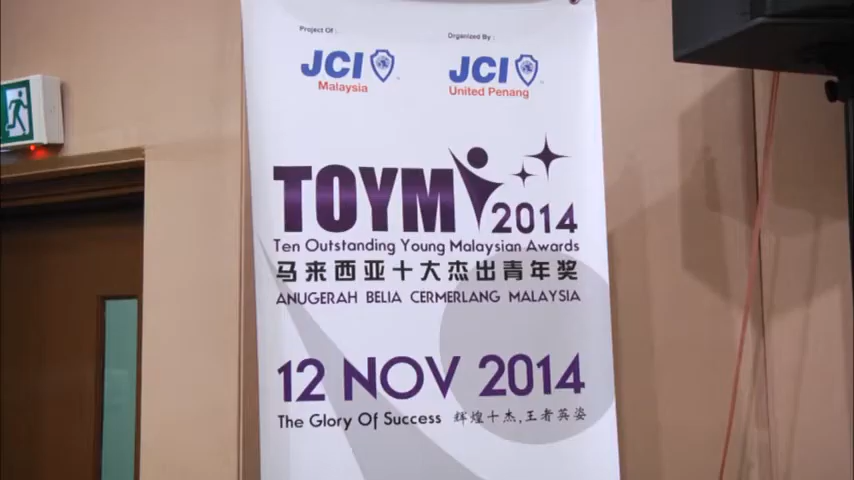 Project Of :
JCI
Malaysia
Organized By :
JCI
United Penang
TOYM
2014
Ten Outstanding Young Malaysian Awards
马来西亚十大杰出青年奖
ANUGERAH BELIA CERMERLANG MALAYSIA
12 NOV 2014
The Glory Of Success 辉煌十杰,王者英姿